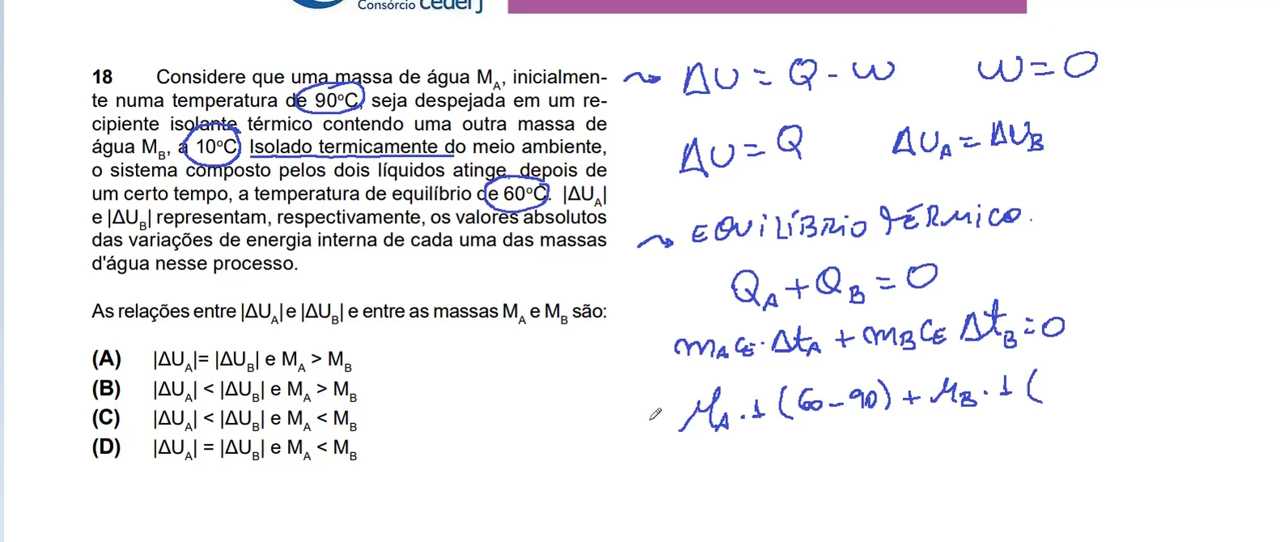 Consórcio cederj
18 Considere que uma massa de água M_A, inicialmen-
te numa temperatura de 90ºC, seja despejada em um re-
cipiente isolante térmico contendo uma outra massa de
água M_B, a 10ºC. Isolado termicamente do meio ambiente,
o sistema composto pelos dois líquidos atinge, depois de
um certo tempo, a temperatura de equilíbrio de 60ºC. |ΔU_A|
e |ΔU_B| representam, respectivamente, os valores absolutos
das variações de energia interna de cada uma das massas
d'água nesse processo.
As relações entre |ΔU_A| e |ΔU_B| e entre as massas M_A e M_B são:
(A) |ΔU_A|= |ΔU_B| e M_A > M_B
(B) |ΔU_A| < |ΔU_B| e M_A > M_B
(C) |ΔU_A| < |ΔU_B| e M_A < M_B
(D) |ΔU_A| = |ΔU_B| e M_A < M_B
ΔU = Q - W W = 0
ΔU = Q ΔU_A = ΔU_B
EQUILÍBRIO TÉRMICO.
Q_A + Q_B = 0
m_A c_E · Δt_A + m_B c_E Δt_B = 0
M_A . 1 (60 - 90) + M_B . 1 (